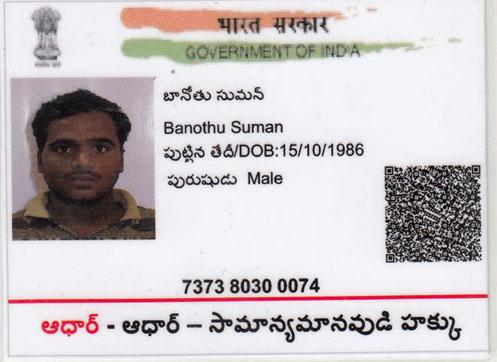 भारत सरकार
GOVERNMENT OF INDIA
బానోతు సుమన్
Banothu Suman
పుట్టిన తేదీ/DOB:15/10/1986
పురుషుడు Male
7373 8030 0074
ఆధార్ - ఆధార్ – సామాన్యమానవుడి హక్కు